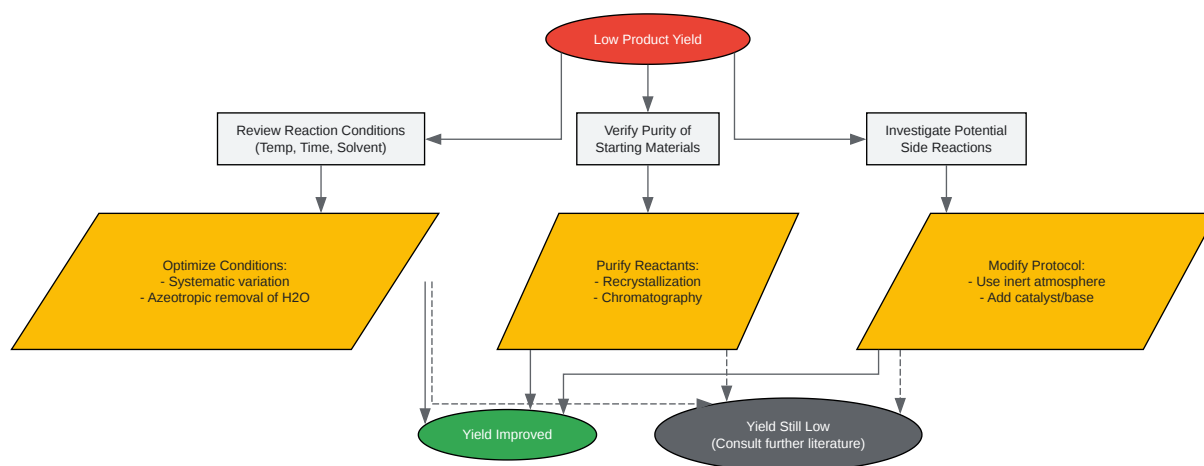 Low Product Yield
Review Reaction Conditions
(Temp, Time, Solvent)
Verify Purity of
Starting Materials
Investigate Potential
Side Reactions
Optimize Conditions:
- Systematic variation
- Azeotropic removal of H2O
Purify Reactants:
- Recrystallization
- Chromatography
Modify Protocol:
- Use inert atmosphere
- Add catalyst/base
Yield Improved
Yield Still Low
(Consult further literature)